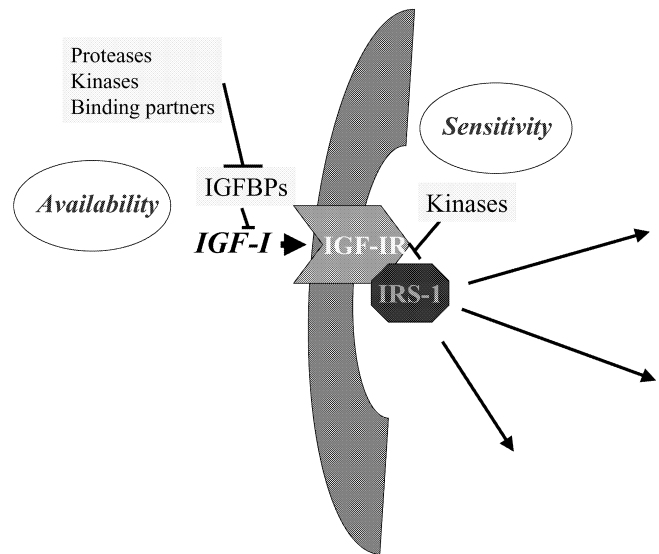 Proteases
Kinases
Binding partners
Sensitivity
Availability
IGFBPs
Kinases
IGF-I
IGF-IR
IRS-1